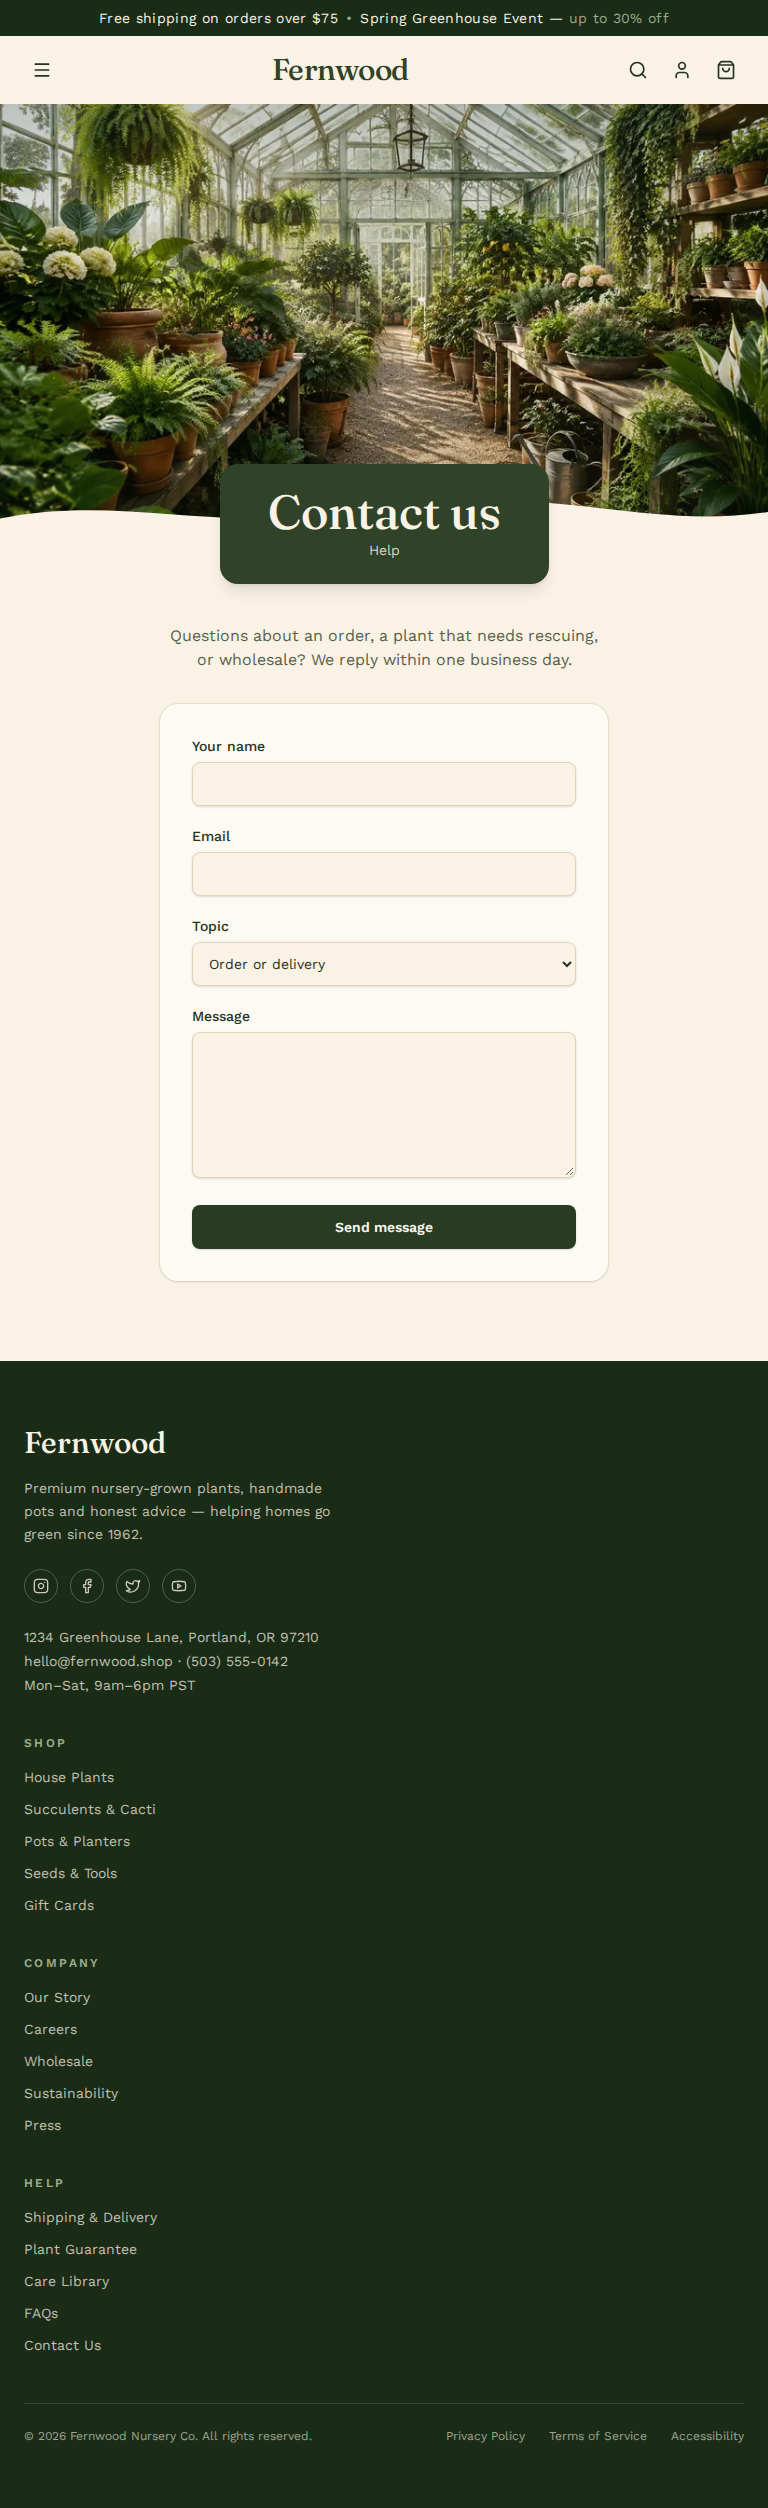 Free shipping on orders over $75 • Spring Greenhouse Event — up to 30% off
Fernwood
Contact us
Help
Questions about an order, a plant that needs rescuing,
or wholesale? We reply within one business day.
Your name
Email
Topic
Order or delivery
Message
Send message
Fernwood
Premium nursery-grown plants, handmade
pots and honest advice — helping homes go
green since 1962.
1234 Greenhouse Lane, Portland, OR 97210
hello@fernwood.shop · (503) 555-0142
Mon–Sat, 9am–6pm PST
SHOP
House Plants
Succulents & Cacti
Pots & Planters
Seeds & Tools
Gift Cards
COMPANY
Our Story
Careers
Wholesale
Sustainability
Press
HELP
Shipping & Delivery
Plant Guarantee
Care Library
FAQs
Contact Us
© 2026 Fernwood Nursery Co. All rights reserved. Privacy Policy Terms of Service Accessibility